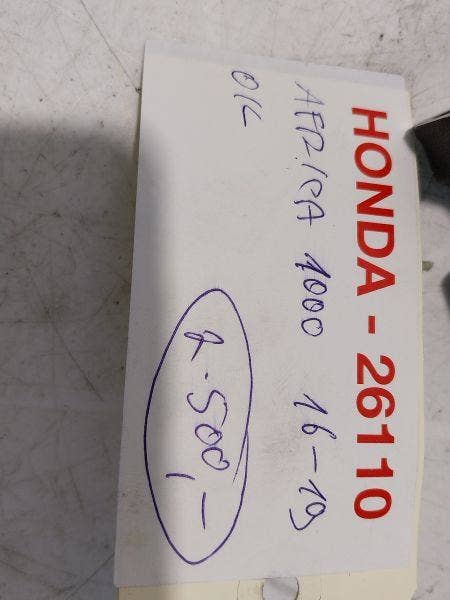 HONDA - 26110
AFRICA 1000 16-19
OK
2.500,-